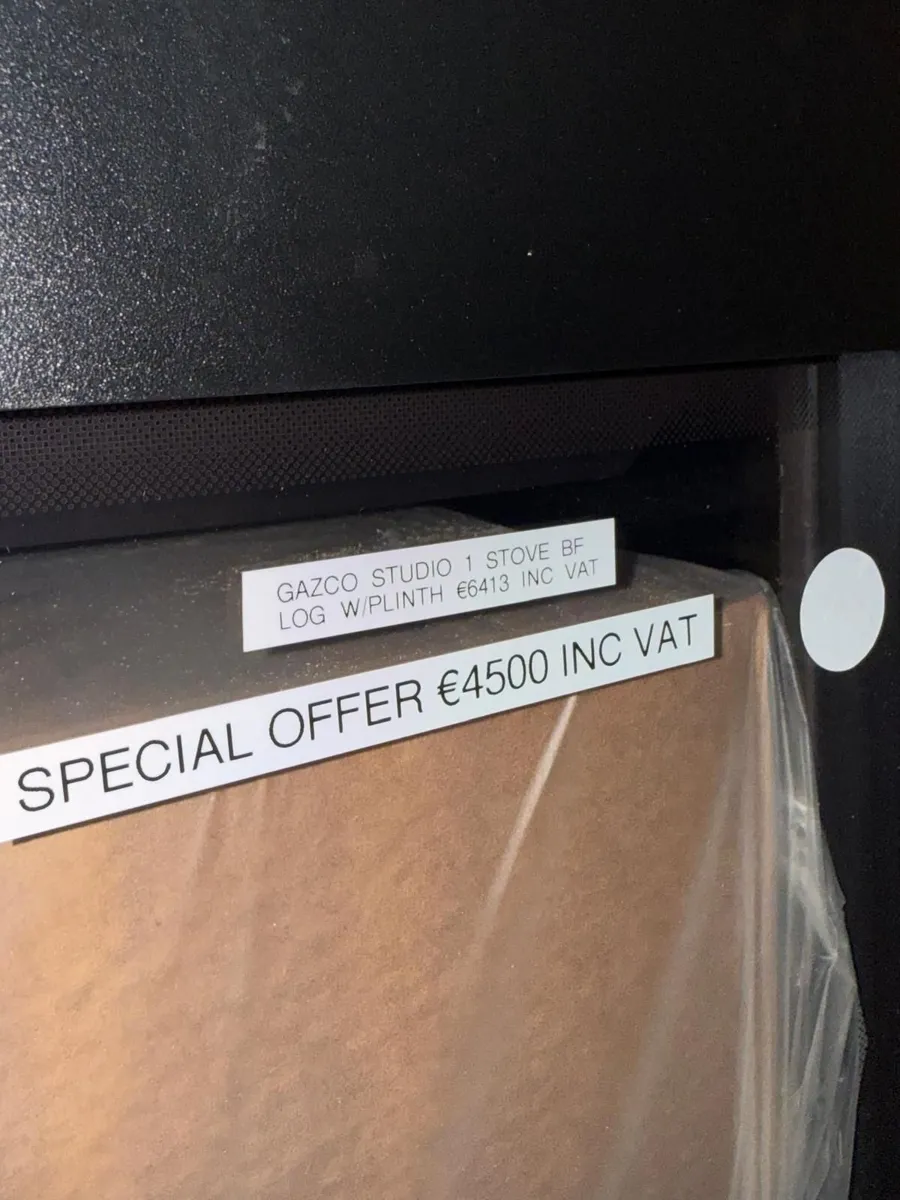 GAZCO STUDIO 1 STOVE BF
LOG W/PLINTH €6413 INC VAT
SPECIAL OFFER €4500 INC VAT